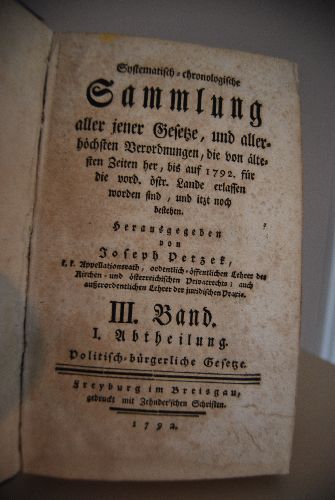 Systematisch-chronologische
Sammlung
aller jener Gesetze, und aller-
höchsten Verordnungen, die von älte-
sten Zeiten her, bis auf 1792. für
die vord. östr. Lande erlassen
worden sind, und itzt noch
bestehen.
Herausgegeben
von
Joseph Petzek,
k. k. Appellationsrath, ordentlich-öffentlichen Lehrer des
Kirchen- und österreichischen Privatrechts; auch
außerordentlichen Lehrer der juridischen Praxis.
III. Band.
I. Abtheilung.
Politisch-bürgerliche Gesetze.
Freyburg im Breisgau,
gedruckt mit Zehnder'schen Schriften.
1792.